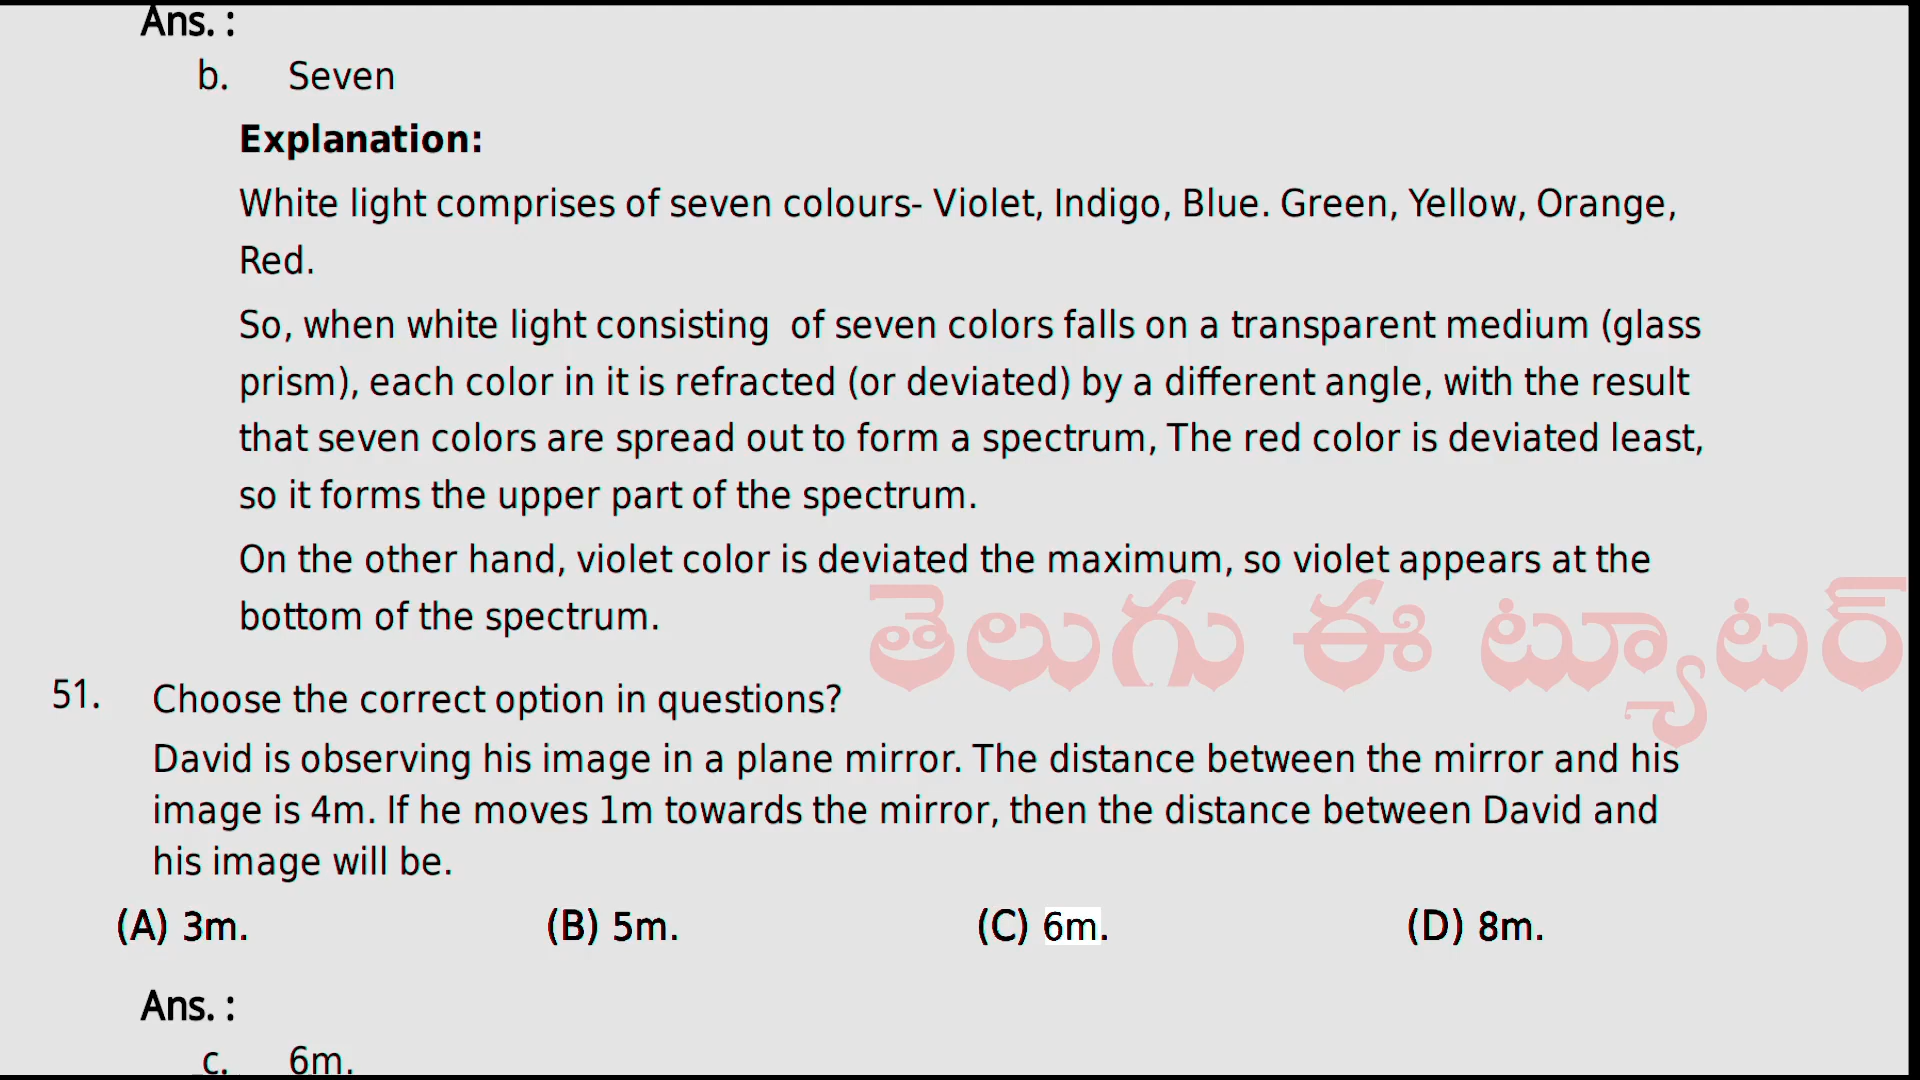 Ans. :
b. Seven
Explanation:
White light comprises of seven colours- Violet, Indigo, Blue. Green, Yellow, Orange,
Red.
So, when white light consisting  of seven colors falls on a transparent medium (glass
prism), each color in it is refracted (or deviated) by a different angle, with the result
that seven colors are spread out to form a spectrum, The red color is deviated least,
so it forms the upper part of the spectrum.
On the other hand, violet color is deviated the maximum, so violet appears at the
bottom of the spectrum.
తెలుగు ఈ ట్యూటర్
51. Choose the correct option in questions?
David is observing his image in a plane mirror. The distance between the mirror and his
image is 4m. If he moves 1m towards the mirror, then the distance between David and
his image will be.
(A) 3m. (B) 5m. (C) 6m. (D) 8m.
Ans. :
c. 6m.